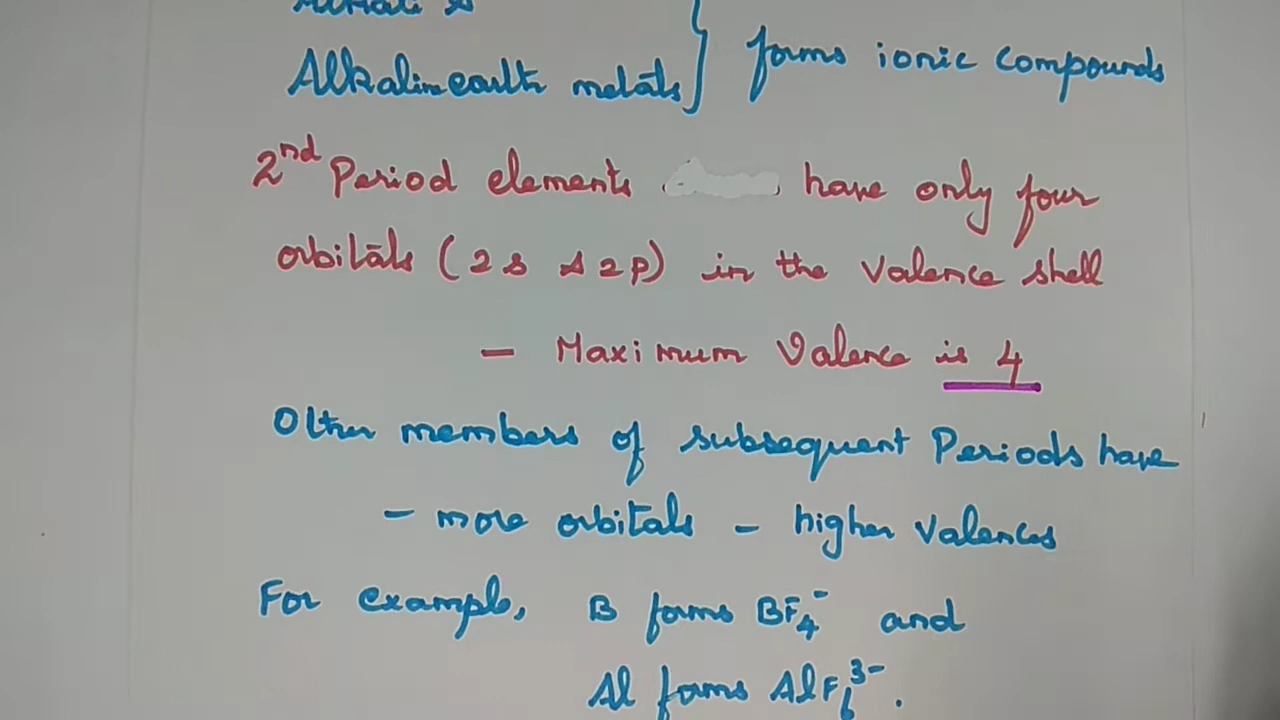 Alkali &
Alkaline earth metals } forms ionic compounds
2nd Period elements have only four
orbitals (2s & 2p) in the valence shell
- Maximum Valence is 4
Other members of subsequent Periods have
- more orbitals - higher valences
For example, B forms BF₄⁻ and
Al forms AlF₆³⁻.